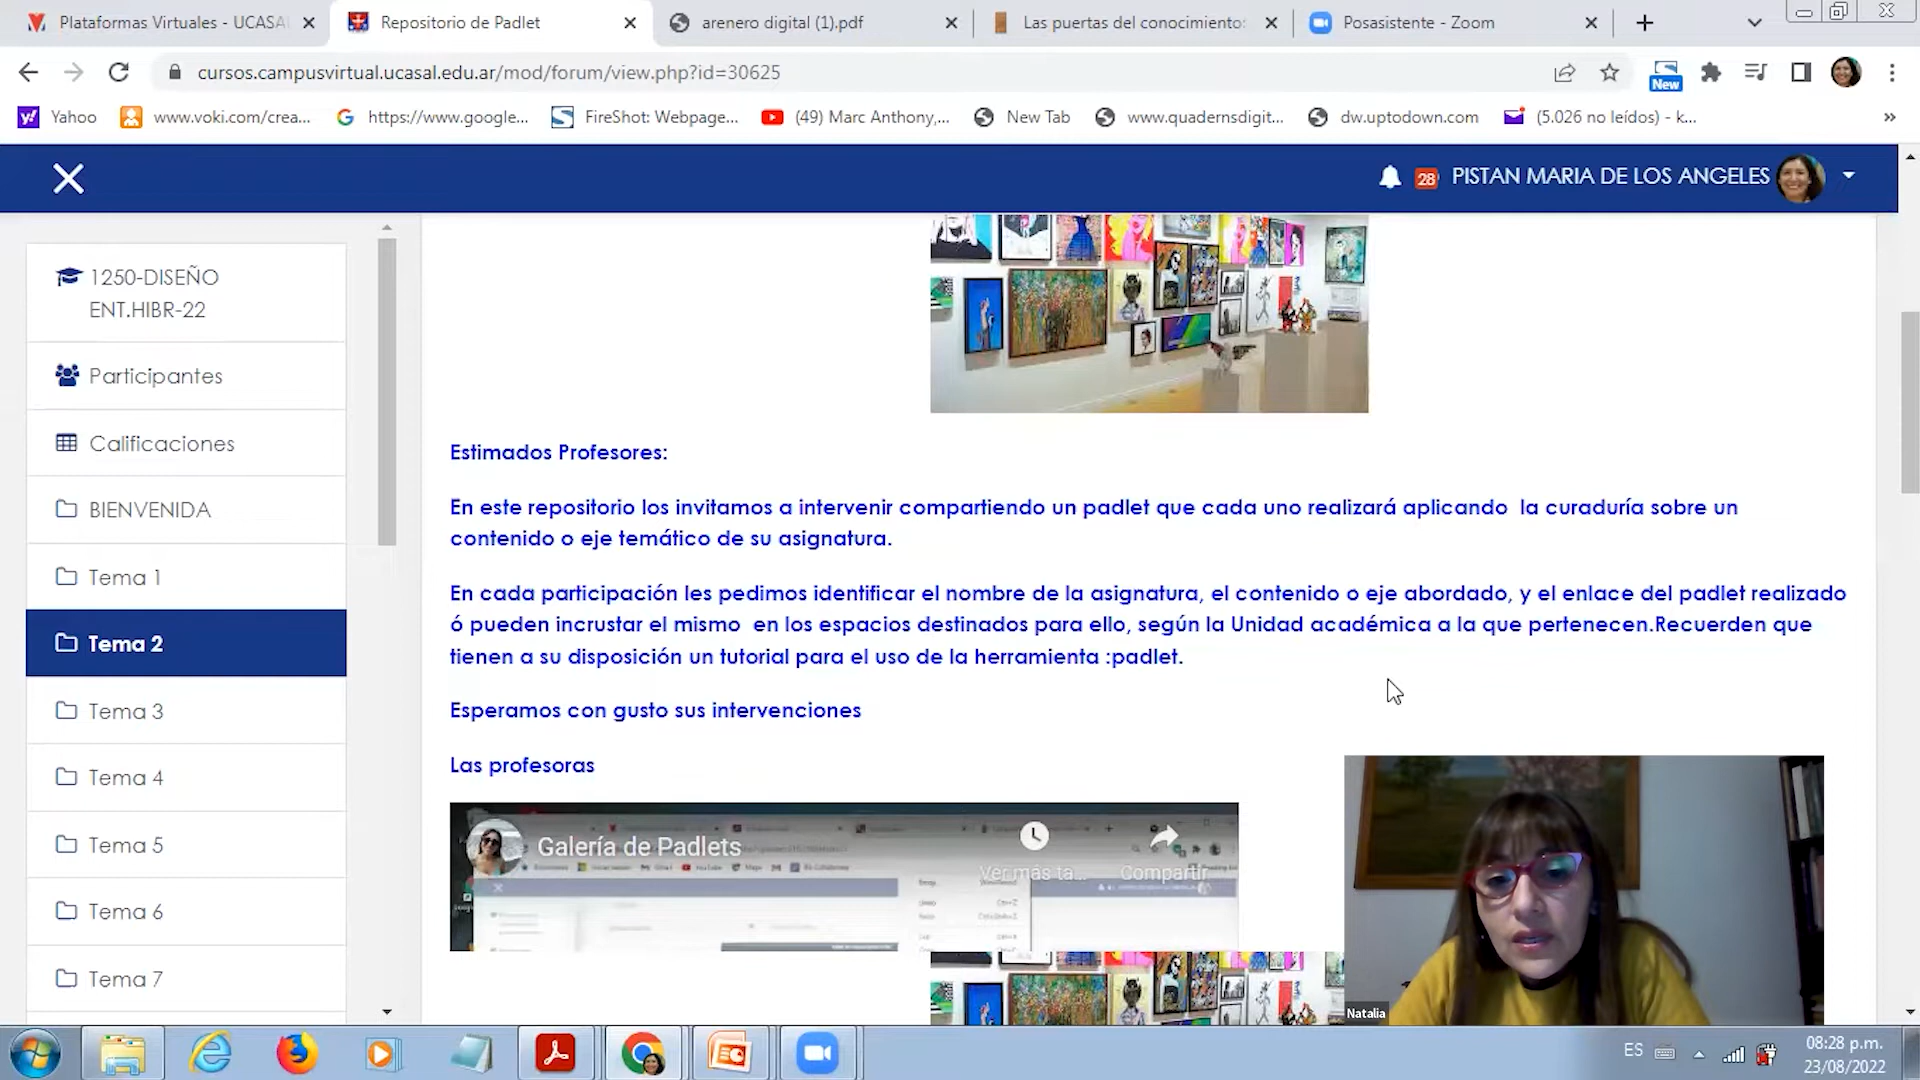 Plataformas Virtuales - UCASAL
Repositorio de Padlet
arenero digital (1).pdf
Las puertas del conocimiento:
Posasistente - Zoom
cursos.campusvirtual.ucasal.edu.ar/mod/forum/view.php?id=30625
New
Yahoo
www.voki.com/crea...
https://www.google...
FireShot: Webpage...
(49) Marc Anthony,...
New Tab
www.quadernsdigit...
dw.uptodown.com
(5.026 no leídos) - k...
»
28
PISTAN MARIA DE LOS ANGELES
1250-DISEÑO
ENT.HIBR-22
Participantes
Calificaciones
BIENVENIDA
Tema 1
Tema 2
Tema 3
Tema 4
Tema 5
Tema 6
Tema 7
Estimados Profesores:
En este repositorio los invitamos a intervenir compartiendo un padlet que cada uno realizará aplicando la curaduría sobre un
contenido o eje temático de su asignatura.
En cada participación les pedimos identificar el nombre de la asignatura, el contenido o eje abordado, y el enlace del padlet realizado
ó pueden incrustar el mismo en los espacios destinados para ello, según la Unidad académica a la que pertenecen.Recuerden que
tienen a su disposición un tutorial para el uso de la herramienta :padlet.
Esperamos con gusto sus intervenciones
Las profesoras
Galería de Padlets
Ver más ta...
Compartir
Natalia
ES
08:28 p.m.
23/08/2022